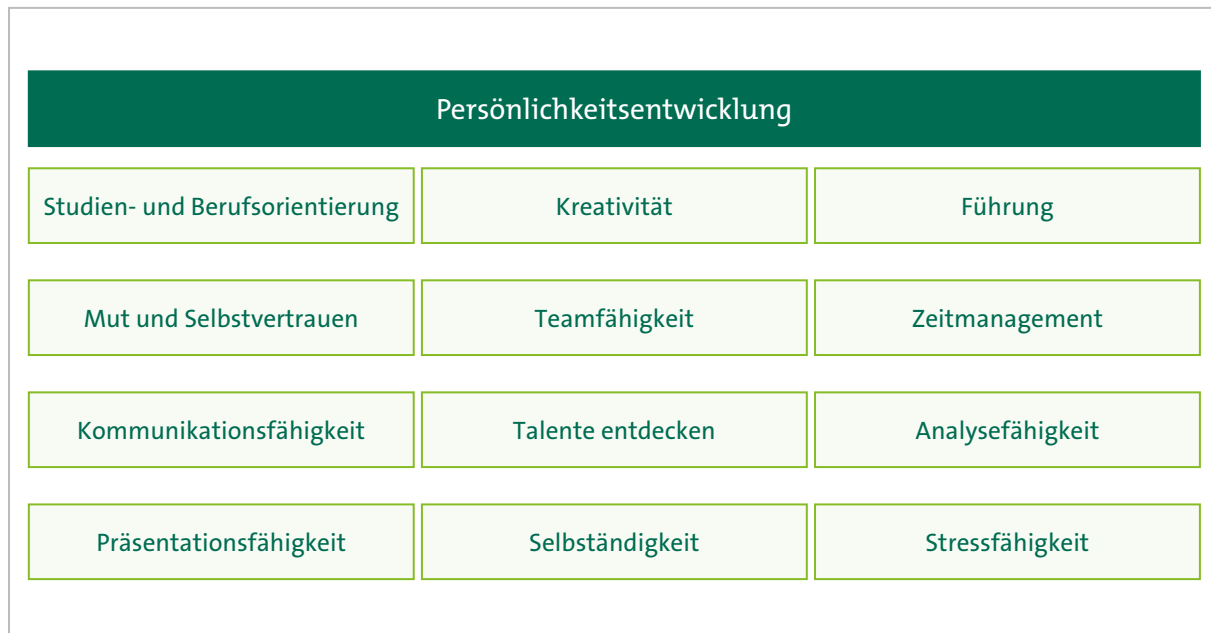 Persönlichkeitsentwicklung
Studien- und Berufsorientierung
Kreativität
Führung
Mut und Selbstvertrauen
Teamfähigkeit
Zeitmanagement
Kommunikationsfähigkeit
Talente entdecken
Analysefähigkeit
Präsentationsfähigkeit
Selbständigkeit
Stressfähigkeit